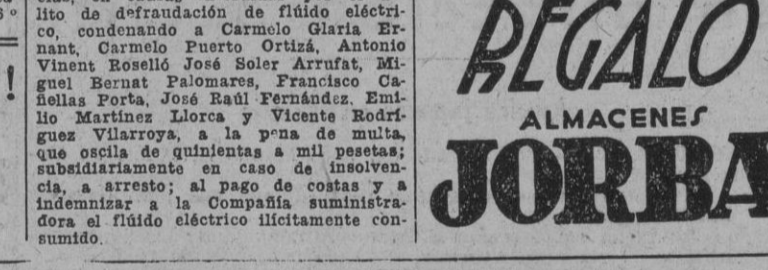 lito de defraudación de flúido eléctri-
co, condenando a Carmelo Glaria Er-
nant, Carmelo Puerto Ortizá, Antonio
Vinent Roselló José Soler Arrufat, Mi-
guel Bernat Palomares, Francisco Ca-
ñellas Porta, José Raúl Fernández, Emi-
lio Martínez Llorca y Vicente Rodrí-
guez Vilarroya, a la pena de multa,
que oscila de quinientas a mil pesetas;
subsidiariamente en caso de insolven-
cia, a arresto; al pago de costas y a
indemnizar a la Compañía suministra-
dora el flúido eléctrico ilícitamente con-
sumido.
!
REGALO
ALMACENES
JORBA